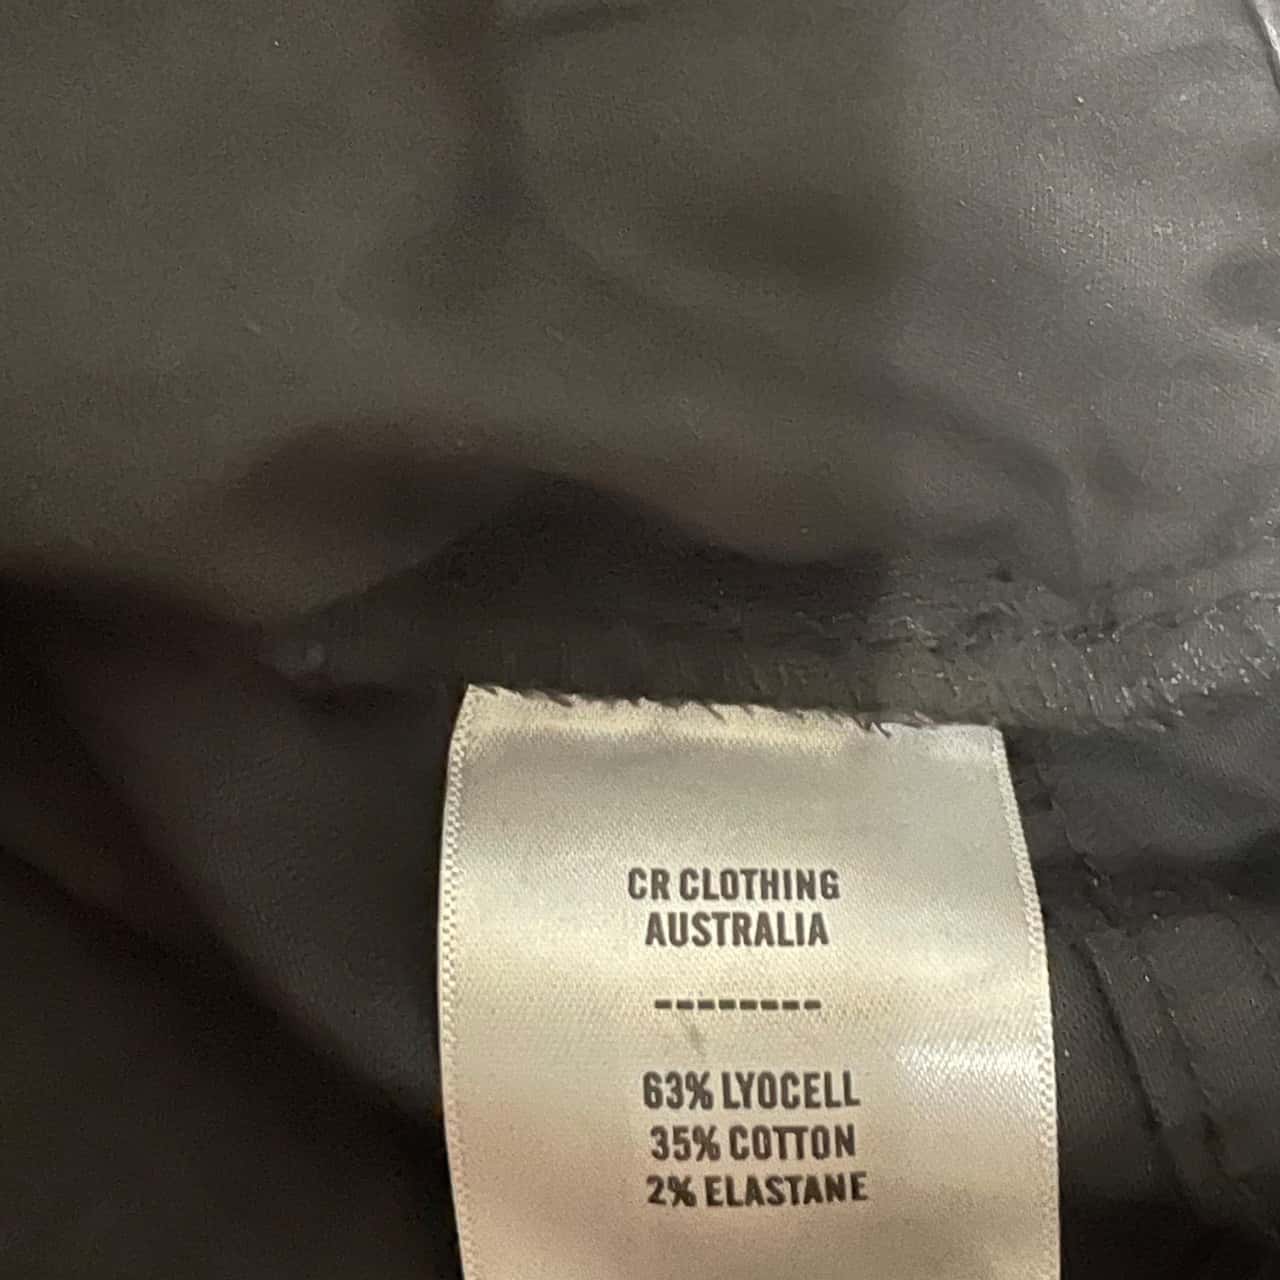 CR CLOTHING
AUSTRALIA
--------
63% LYOCELL
35% COTTON
2% ELASTANE